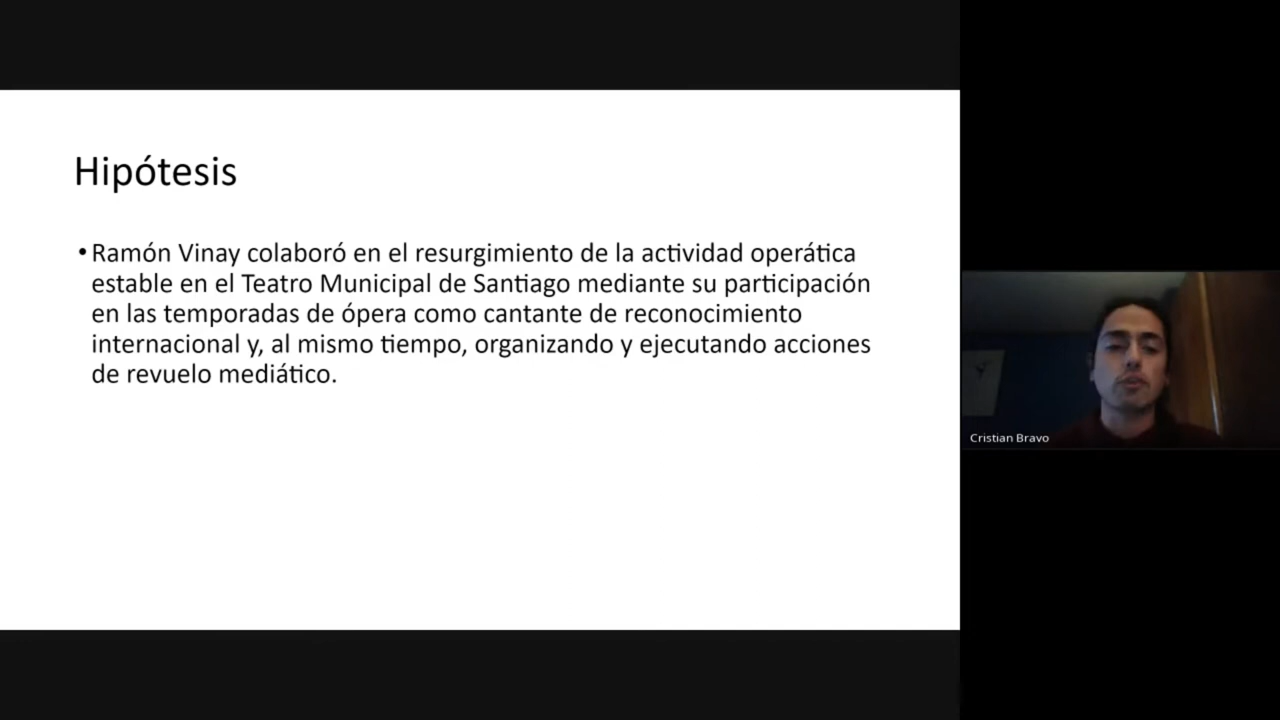 Hipótesis
• Ramón Vinay colaboró en el resurgimiento de la actividad operática
estable en el Teatro Municipal de Santiago mediante su participación
en las temporadas de ópera como cantante de reconocimiento
internacional y, al mismo tiempo, organizando y ejecutando acciones
de revuelo mediático.
Cristian Bravo